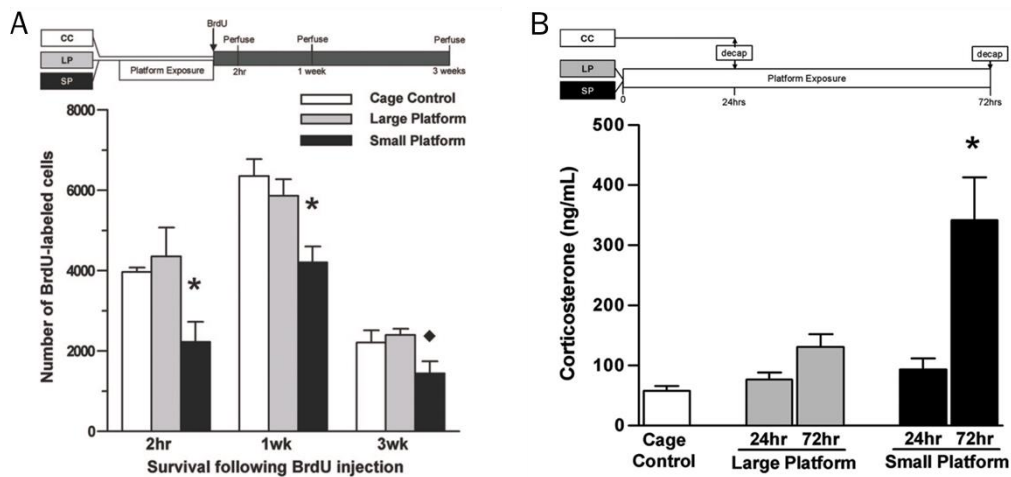 A
BrdU
CC
Perfuse Perfuse Perfuse
LP
Platform Exposure
SP
2hr 1 week 3 weeks
8000
Cage Control
Large Platform
Small Platform
6000
*
4000
*
2000
◆
0
Number of BrdU-labeled cells
2hr 1wk 3wk
Survival following BrdU injection
B
CC
decap decap
LP
Platform Exposure
SP
0 24hrs 72hrs
500
*
400
300
200
100
0
Corticosterone (ng/mL)
Cage Control
24hr 72hr
Large Platform
24hr 72hr
Small Platform